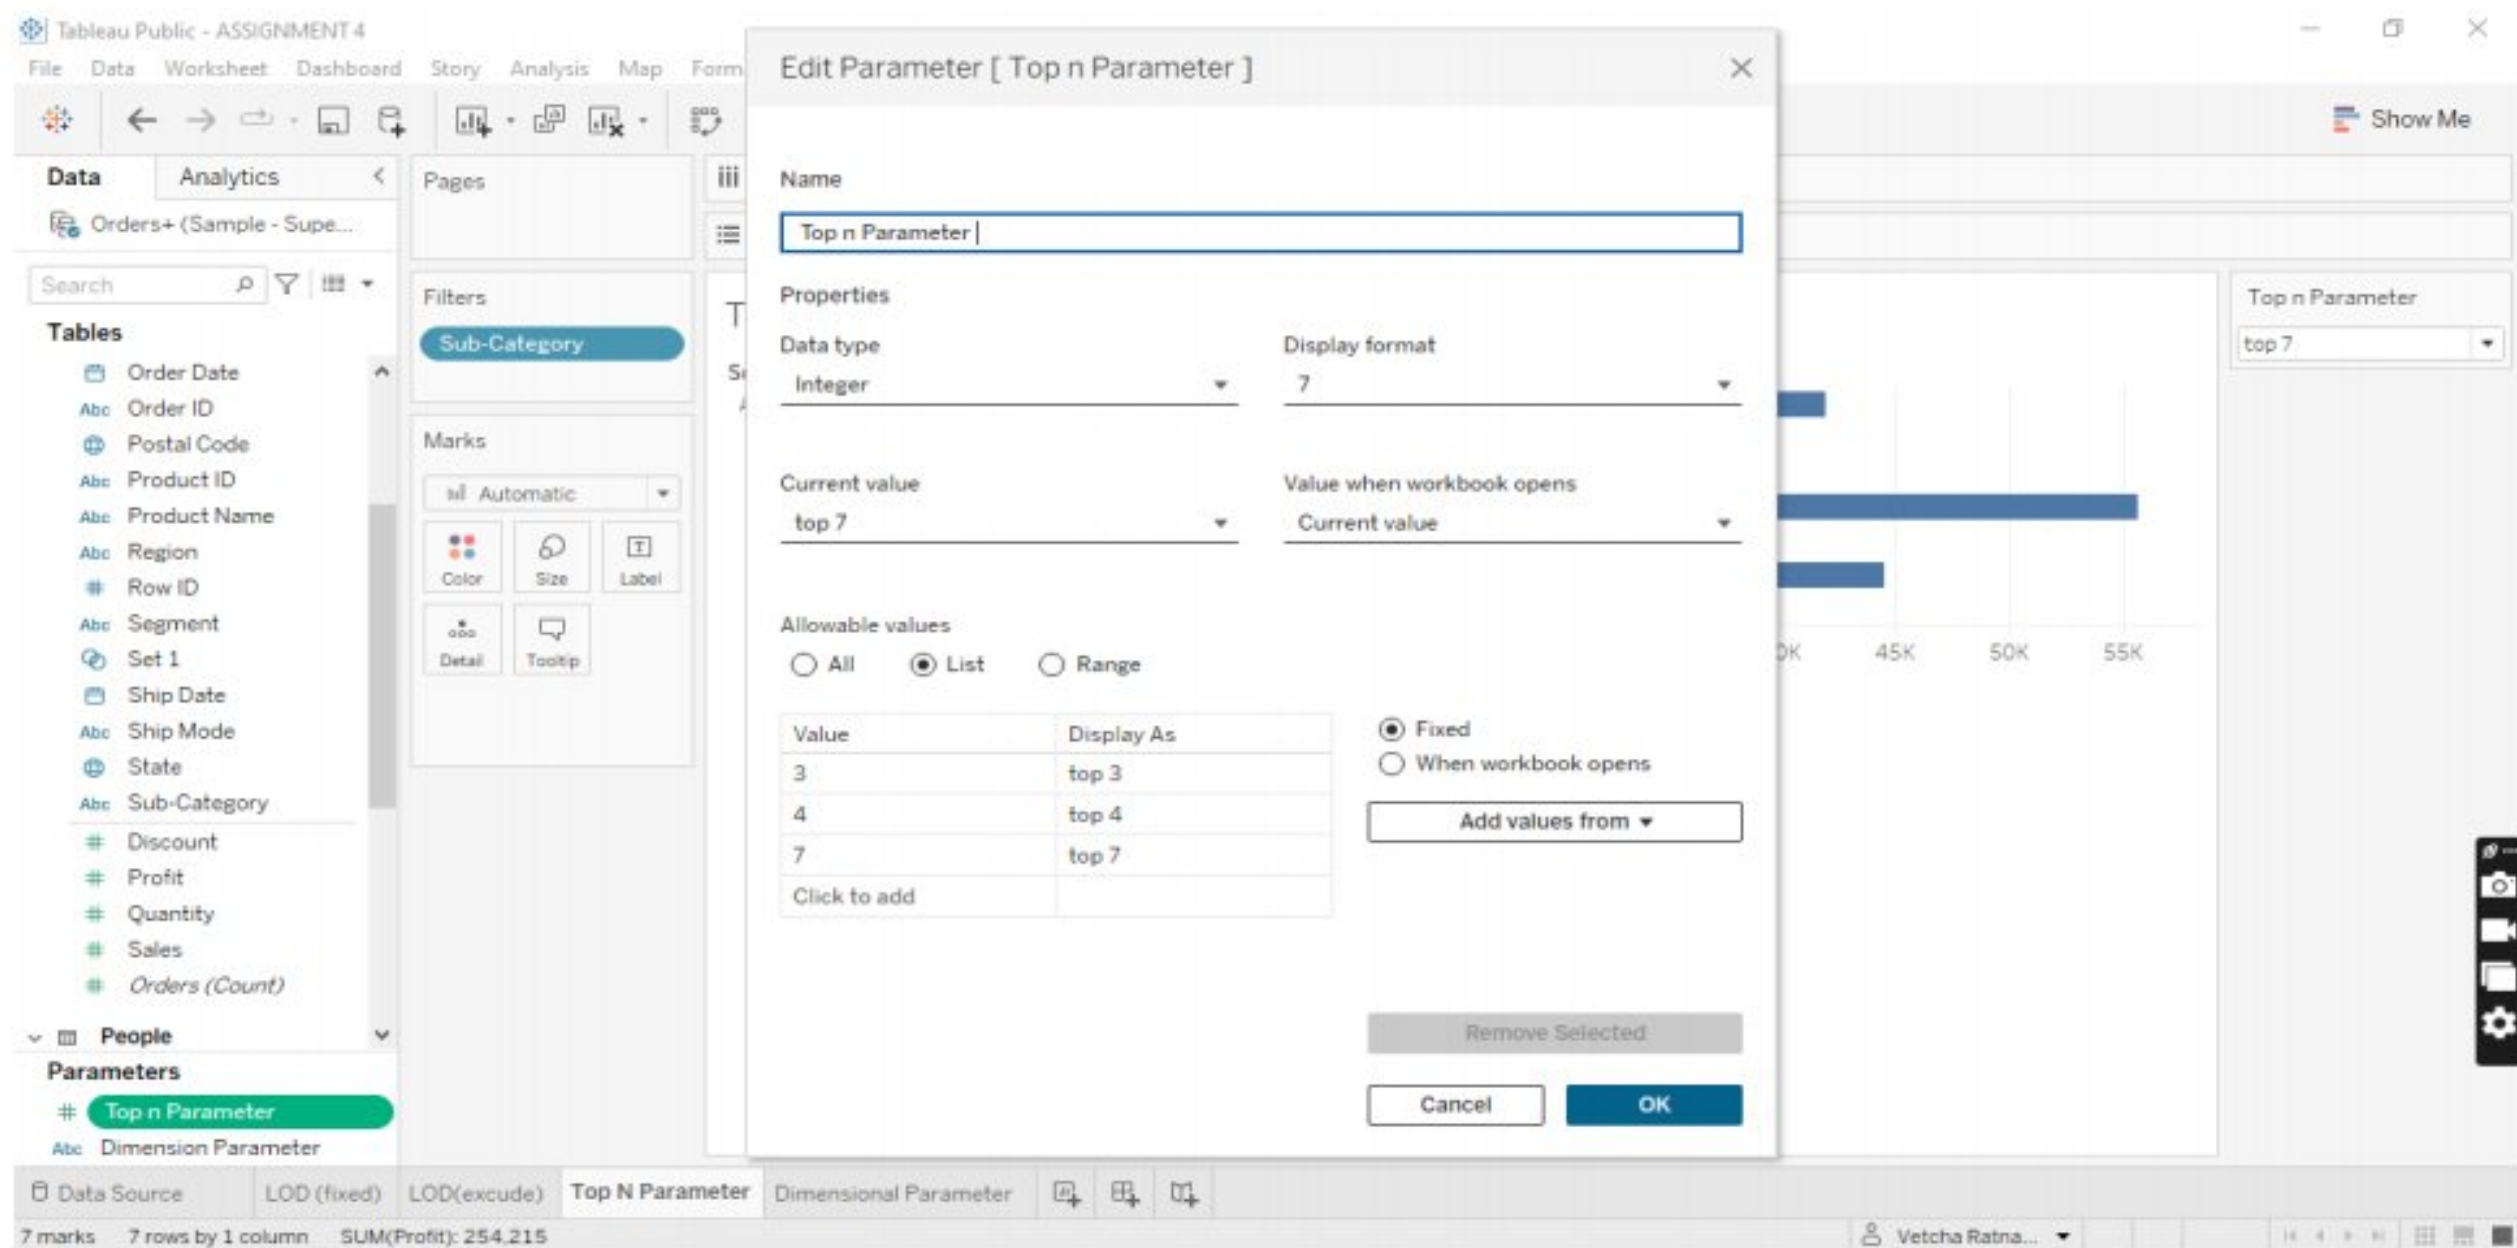 Tableau Public - ASSIGNMENT 4
File Data Worksheet Dashboard Story Analysis Map Form
Show Me
Data Analytics
Orders+ (Sample - Supe...
Search
Tables
Order Date
Abc Order ID
Postal Code
Abc Product ID
Abc Product Name
Abc Region
# Row ID
Abc Segment
Set 1
Ship Date
Abc Ship Mode
State
Abc Sub-Category
# Discount
# Profit
# Quantity
# Sales
# Orders (Count)
People
Parameters
# Top n Parameter
Abc Dimension Parameter
Pages
Filters
Sub-Category
Marks
Automatic
Color Size Label
Detail Tooltip
Edit Parameter [ Top n Parameter ]
Name
Top n Parameter
Properties
Data type Display format
Integer 7
Current value Value when workbook opens
top 7 Current value
Allowable values
All List Range
Value Display As
3 top 3
4 top 4
7 top 7
Click to add
Fixed
When workbook opens
Add values from
Remove Selected
Cancel OK
Top n Parameter
top 7
45K 50K 55K
Data Source LOD (fixed) LOD(excude) Top N Parameter Dimensional Parameter
7 marks 7 rows by 1 column SUM(Profit): 254,215
Vetcha Ratna...